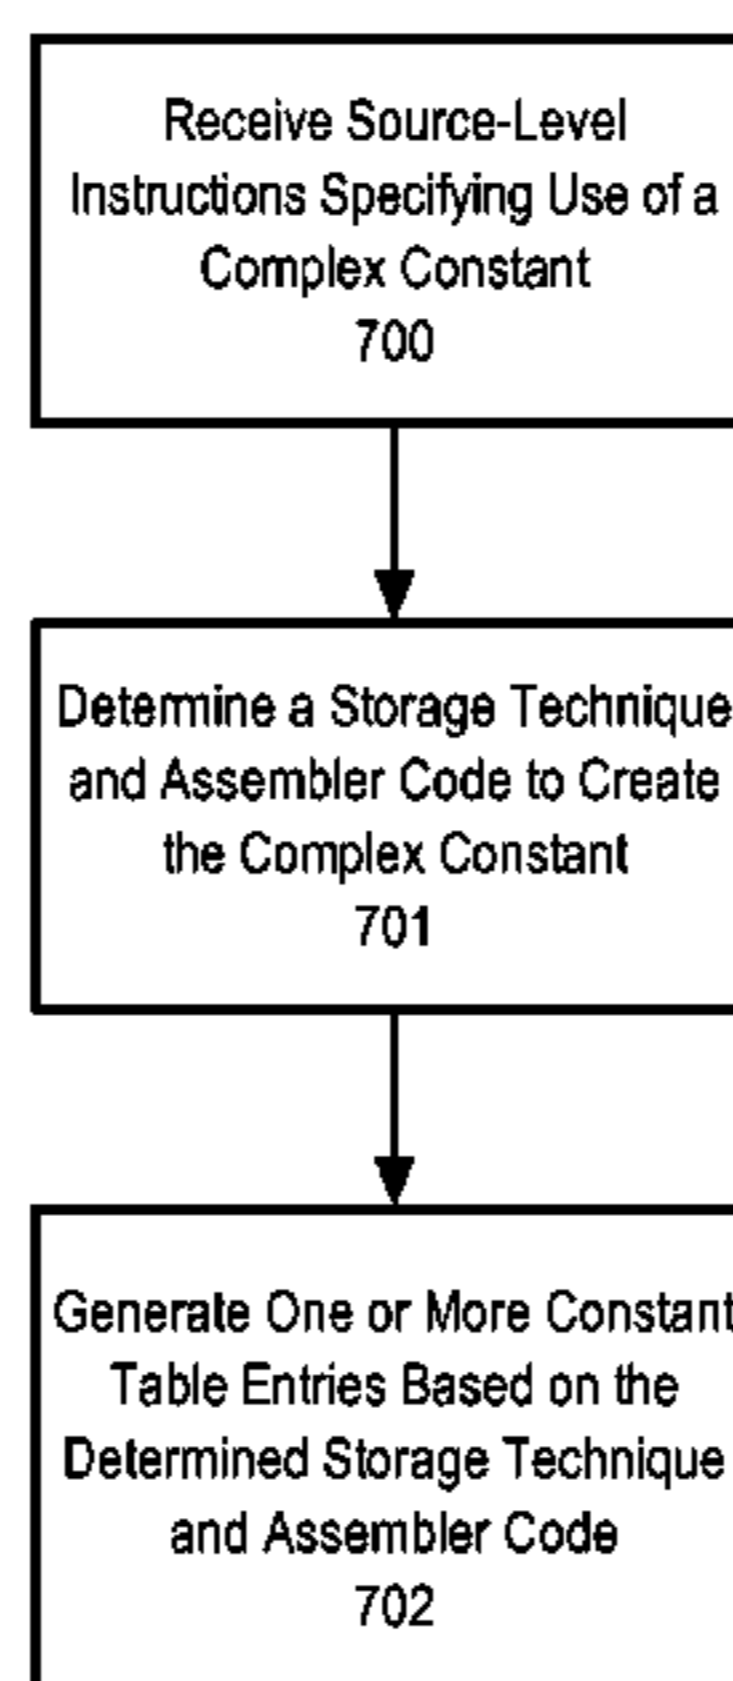 Receive Source-Level
Instructions Specifying Use of a
Complex Constant
700
Determine a Storage Technique
and Assembler Code to Create
the Complex Constant
701
Generate One or More Constant
Table Entries Based on the
Determined Storage Technique
and Assembler Code
702